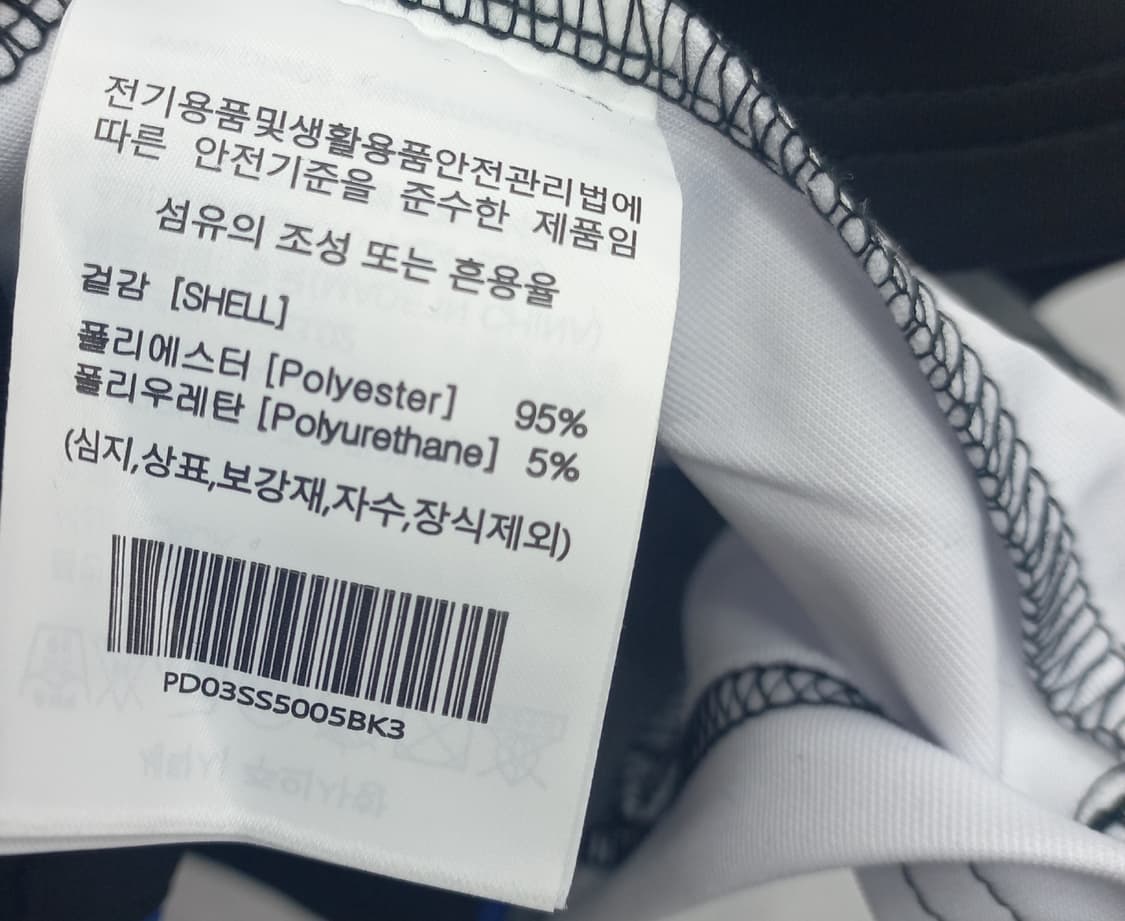 전기용품및생활용품안전관리법에
따른 안전기준을 준수한 제품임
섬유의 조성 또는 혼용율
겉감 [SHELL]
폴리에스터 [Polyester] 95%
폴리우레탄 [Polyurethane] 5%
(심지,상표,보강재,자수,장식제외)
PD03SS5005BK3